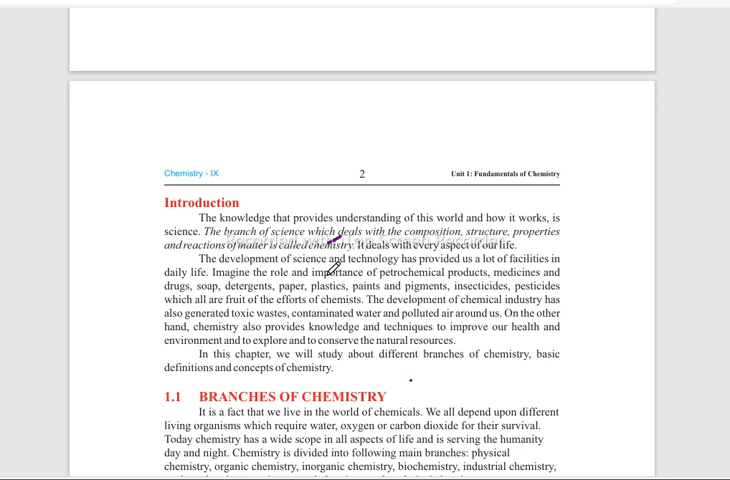 Chemistry - IX 2 Unit 1: Fundamentals of Chemistry
Introduction
The knowledge that provides understanding of this world and how it works, is
science. The branch of science which deals with the composition, structure, properties
and reactions of matter is called chemistry. It deals with every aspect of our life.
Recorded with iTop Screen Recorder
The development of science and technology has provided us a lot of facilities in
daily life. Imagine the role and importance of petrochemical products, medicines and
drugs, soap, detergents, paper, plastics, paints and pigments, insecticides, pesticides
which all are fruit of the efforts of chemists. The development of chemical industry has
also generated toxic wastes, contaminated water and polluted air around us. On the other
hand, chemistry also provides knowledge and techniques to improve our health and
environment and to explore and to conserve the natural resources.
In this chapter, we will study about different branches of chemistry, basic
definitions and concepts of chemistry.
1.1 BRANCHES OF CHEMISTRY
It is a fact that we live in the world of chemicals. We all depend upon different
living organisms which require water, oxygen or carbon dioxide for their survival.
Today chemistry has a wide scope in all aspects of life and is serving the humanity
day and night. Chemistry is divided into following main branches: physical
chemistry, organic chemistry, inorganic chemistry, biochemistry, industrial chemistry,